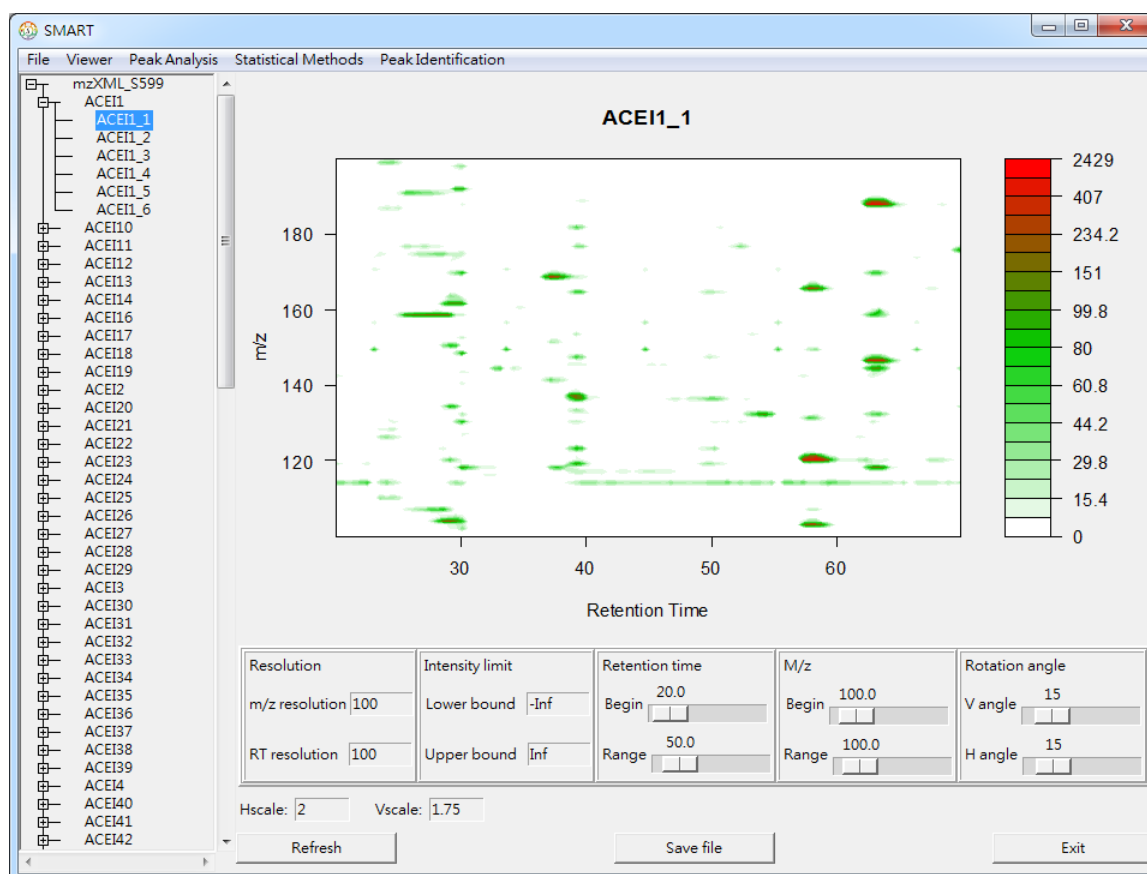 SMART
File Viewer Peak Analysis Statistical Methods Peak Identification
mzXML_S599
ACEI1
ACEI1_1
ACEI1_2
ACEI1_3
ACEI1_4
ACEI1_5
ACEI1_6
ACEI10
ACEI11
ACEI12
ACEI13
ACEI14
ACEI16
ACEI17
ACEI18
ACEI19
ACEI2
ACEI20
ACEI21
ACEI22
ACEI23
ACEI24
ACEI25
ACEI26
ACEI27
ACEI28
ACEI29
ACEI3
ACEI30
ACEI31
ACEI32
ACEI33
ACEI34
ACEI35
ACEI36
ACEI37
ACEI38
ACEI39
ACEI4
ACEI40
ACEI41
ACEI42
ACEI1_1
m/z
180
160
140
120
30 40 50 60
Retention Time
2429
407
234.2
151
99.8
80
60.8
44.2
29.8
15.4
0
Resolution
m/z resolution 100
RT resolution 100
Intensity limit
Lower bound -Inf
Upper bound Inf
Retention time
20.0
Begin
50.0
Range
M/z
100.0
Begin
100.0
Range
Rotation angle
15
V angle
15
H angle
Hscale: 2 Vscale: 1.75
Refresh Save file Exit